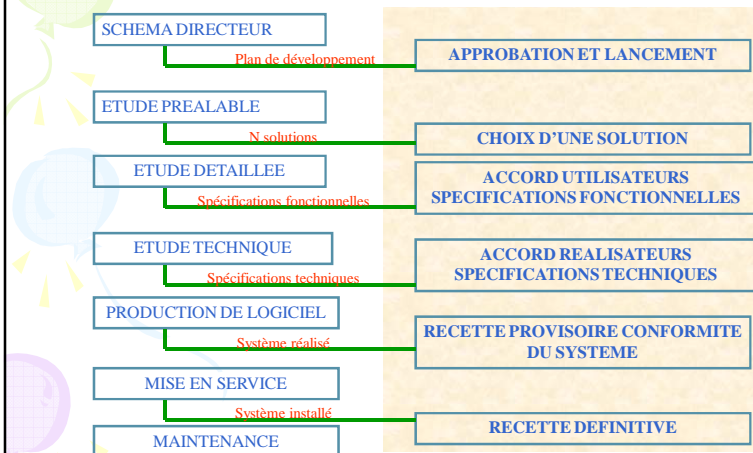 SCHEMA DIRECTEUR
Plan de développement
APPROBATION ET LANCEMENT
ETUDE PREALABLE
N solutions
CHOIX D'UNE SOLUTION
ETUDE DETAILLEE
Spécifications fonctionnelles
ACCORD UTILISATEURS
SPECIFICATIONS FONCTIONNELLES
ETUDE TECHNIQUE
Spécifications techniques
ACCORD REALISATEURS
SPECIFICATIONS TECHNIQUES
PRODUCTION DE LOGICIEL
Système réalisé
RECETTE PROVISOIRE CONFORMITE
DU SYSTEME
MISE EN SERVICE
Système installé
RECETTE DEFINITIVE
MAINTENANCE